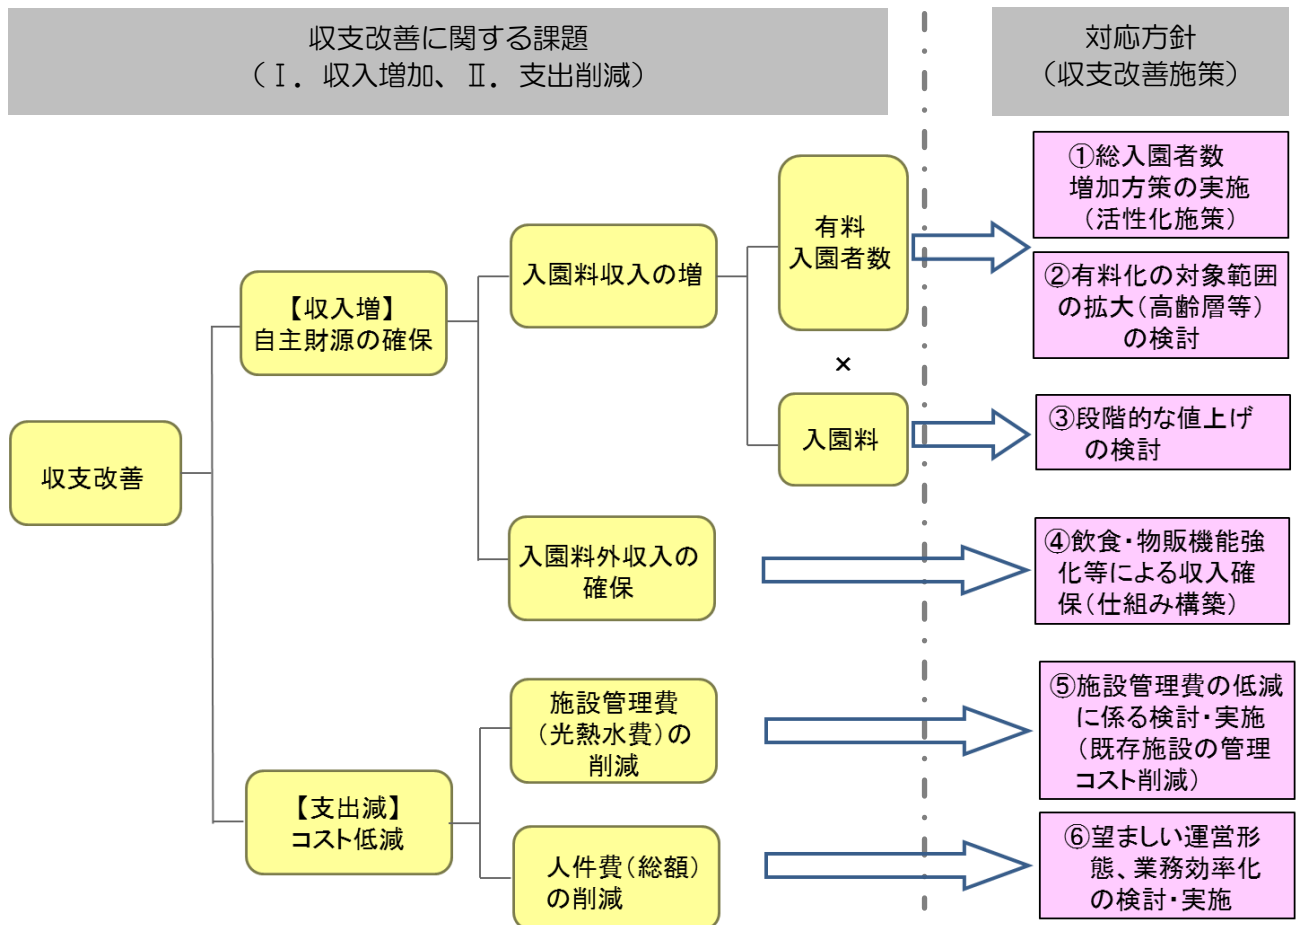 収支改善に関する課題
（Ⅰ．収入増加、Ⅱ．支出削減）
対応方針
（収支改善施策）
収支改善
【収入増】
自主財源の確保
【支出減】
コスト低減
入園料収入の増
入園料外収入の
確保
施設管理費
（光熱水費）の
削減
人件費（総額）
の削減
有料
入園者数
×
入園料
①総入園者数
増加方策の実施
（活性化施策）
②有料化の対象範囲
の拡大（高齢層等）
の検討
③段階的な値上げ
の検討
④飲食・物販機能強
化等による収入確
保（仕組み構築）
⑤施設管理費の低減
に係る検討・実施
（既存施設の管理
コスト削減）
⑥望ましい運営形
態、業務効率化
の検討・実施